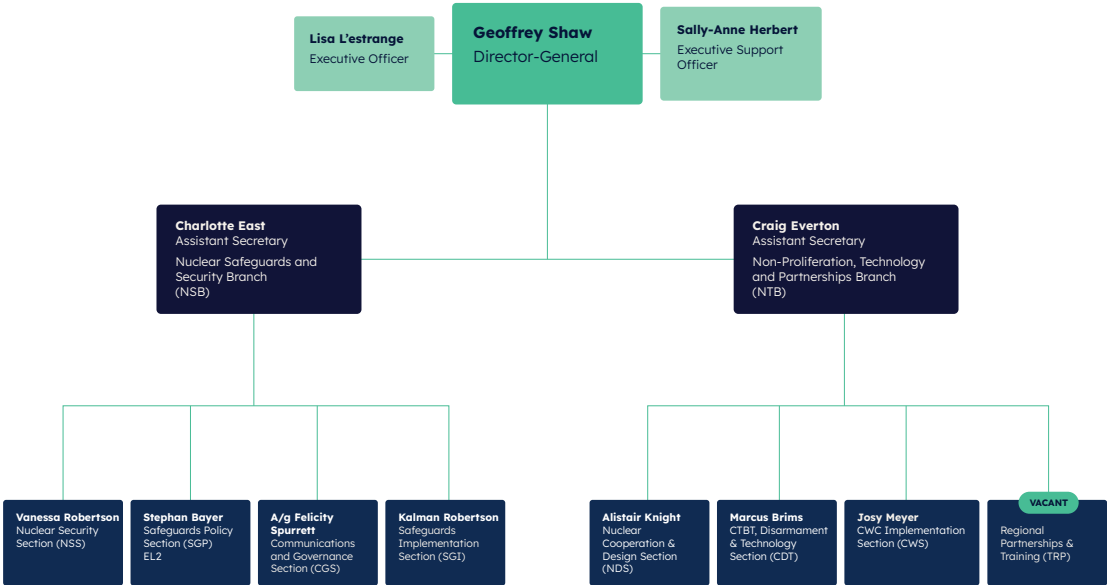 Lisa L’estrange
Executive Officer
Geoffrey Shaw
Director-General
Sally-Anne Herbert
Executive Support
Officer
Charlotte East
Assistant Secretary
Nuclear Safeguards and
Security Branch
(NSB)
Craig Everton
Assistant Secretary
Non-Proliferation, Technology
and Partnerships Branch
(NTB)
Vanessa Robertson
Nuclear Security
Section (NSS)
Stephan Bayer
Safeguards Policy
Section (SGP)
EL2
A/g Felicity
Spurrett
Communications
and Governance
Section (CGS)
Kalman Robertson
Safeguards
Implementation
Section (SGI)
Alistair Knight
Nuclear
Cooperation &
Design Section
(NDS)
Marcus Brims
CTBT, Disarmament
& Technology
Section (CDT)
Josy Meyer
CWC Implementation
Section (CWS)
VACANT
Regional
Partnerships &
Training (TRP)